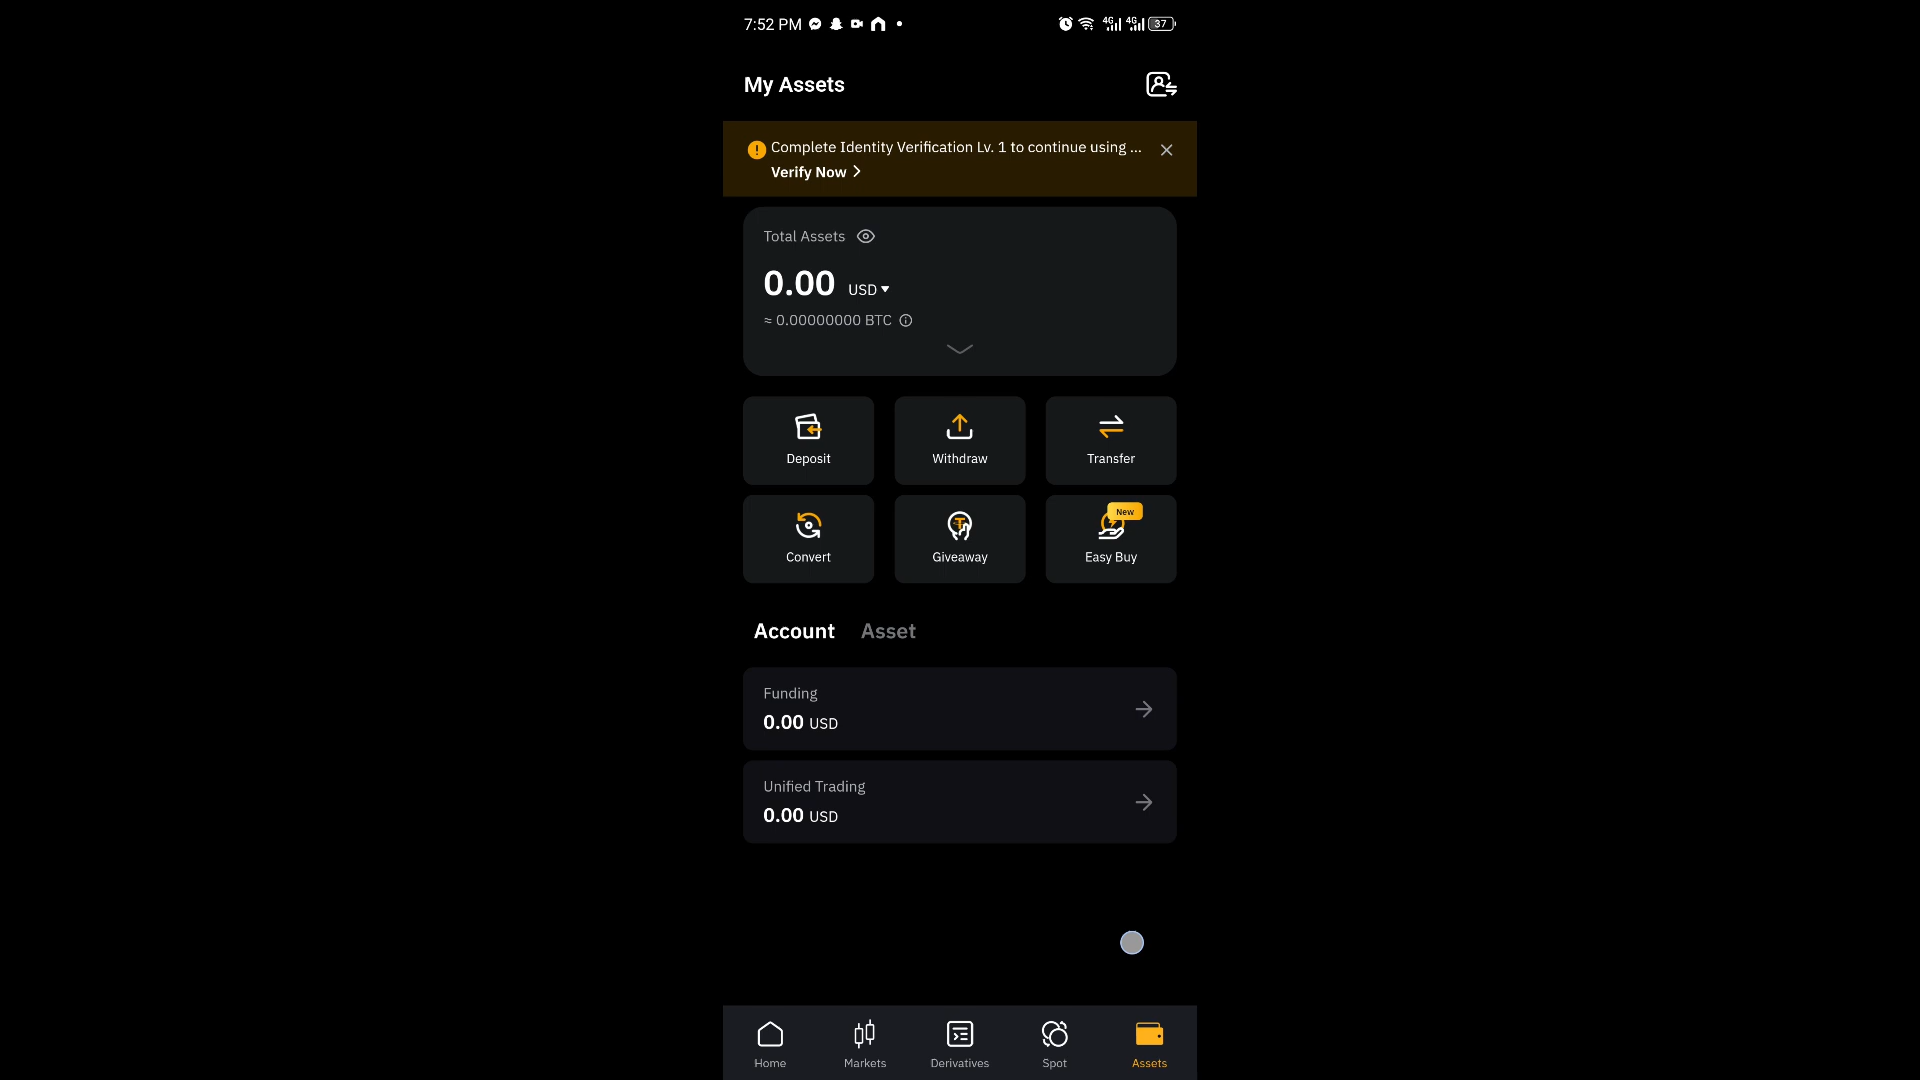 7:52 PM
4G 4G 37
My Assets
Complete Identity Verification Lv. 1 to continue using ...
Verify Now
Total Assets
0.00 USD
≈ 0.00000000 BTC
Deposit
Withdraw
Transfer
Convert
Giveaway
New
Easy Buy
Account Asset
Funding
0.00 USD
Unified Trading
0.00 USD
Home
Markets
Derivatives
Spot
Assets